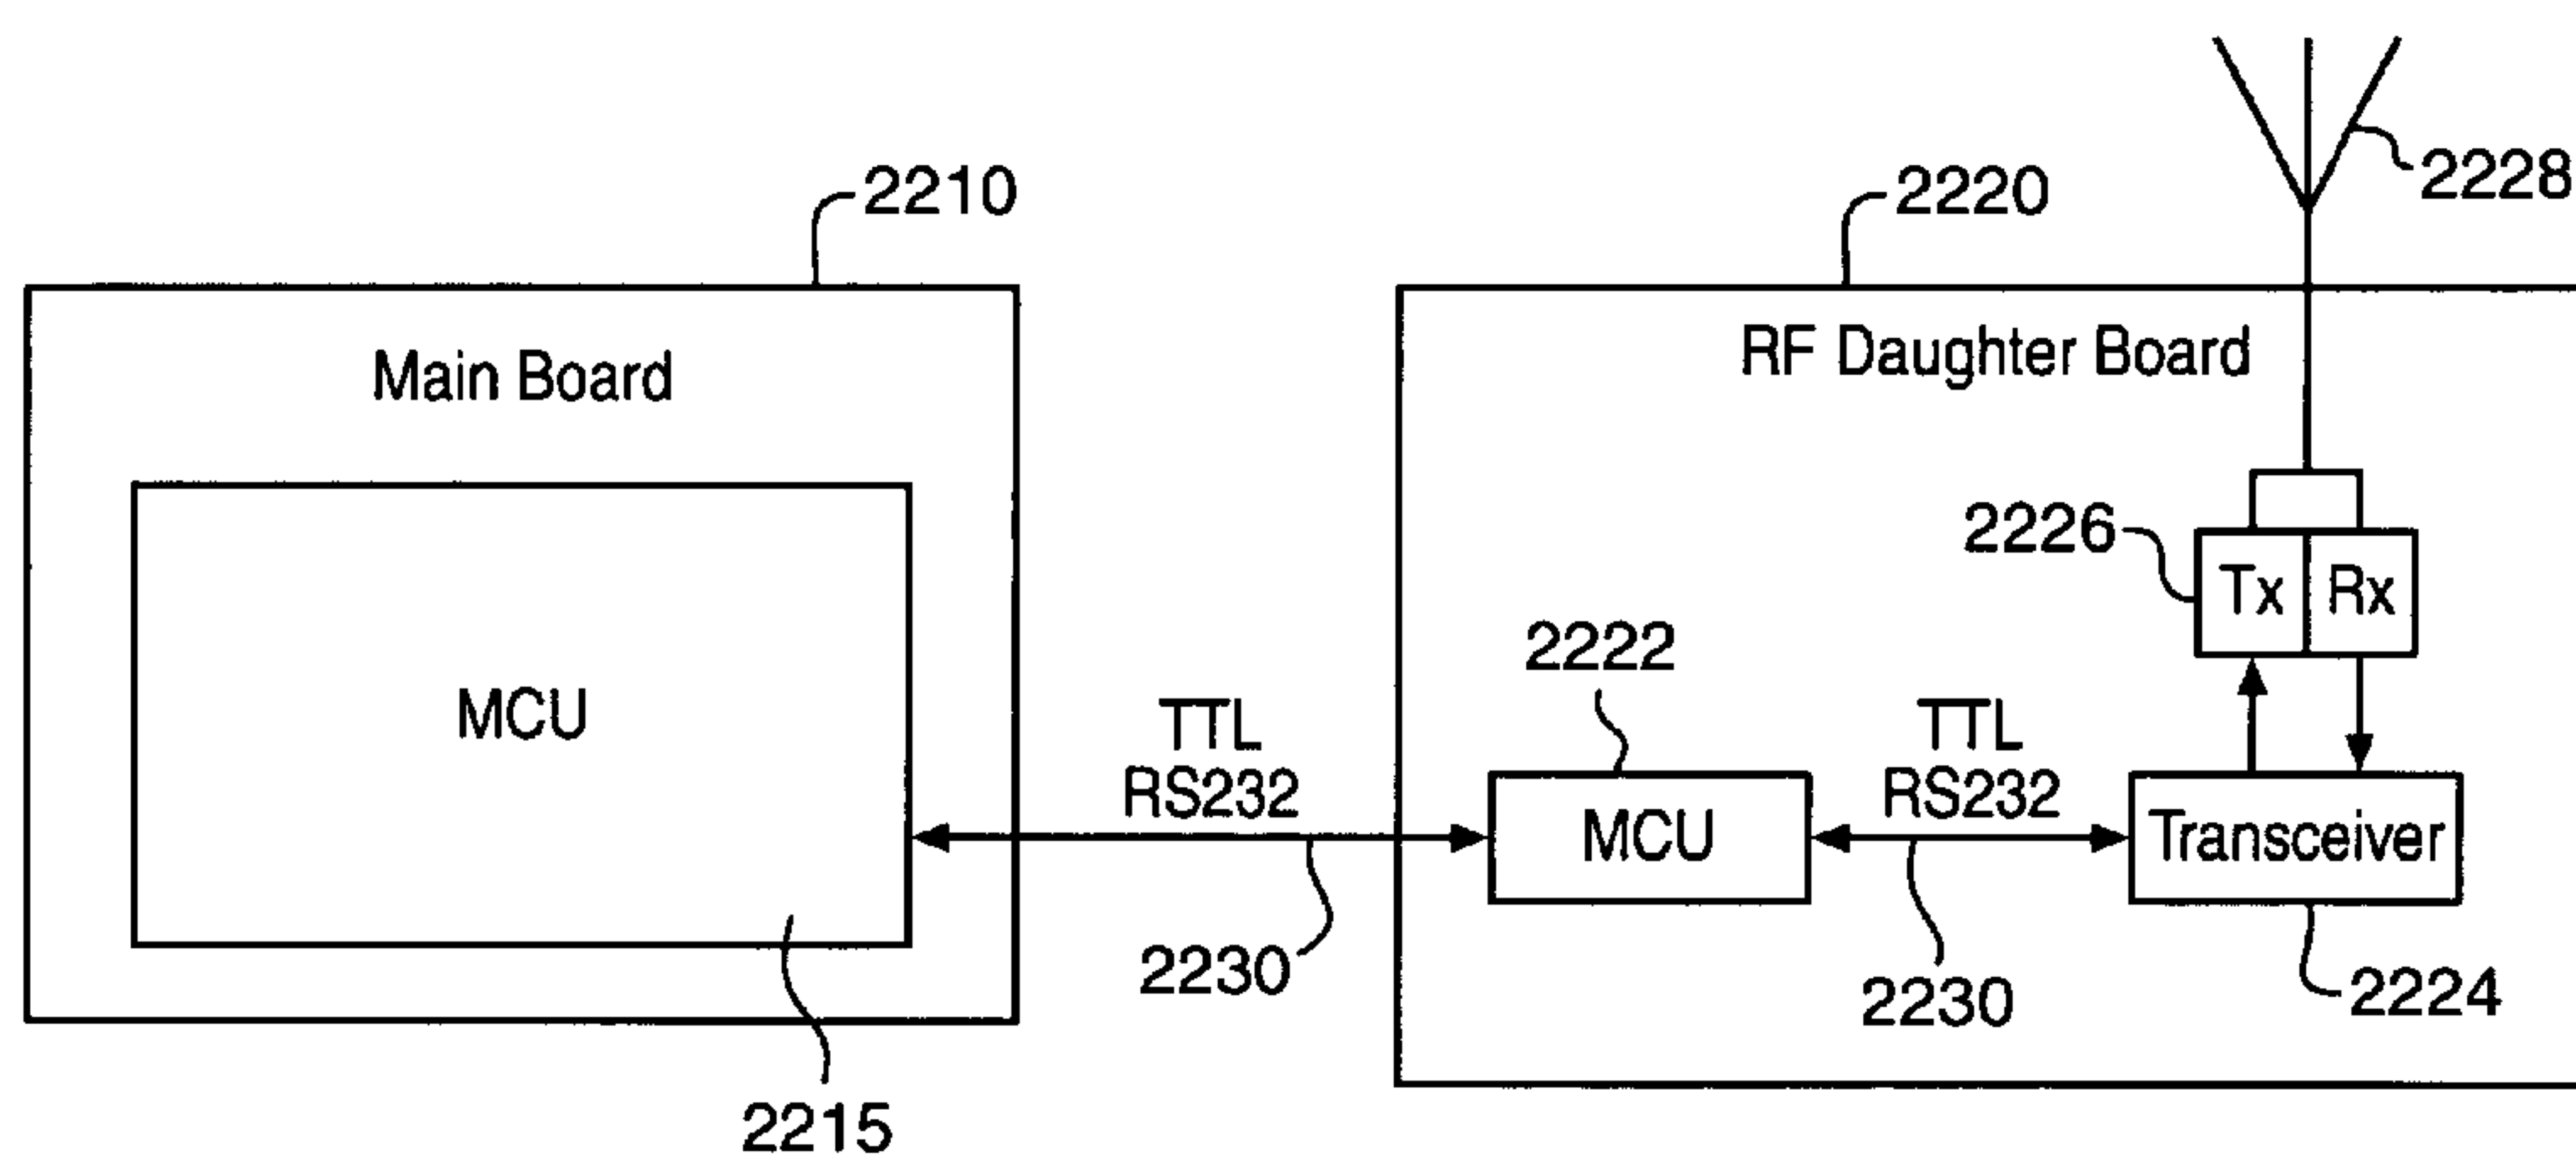 2228
2210
2220
Main Board
RF Daughter Board
2226
Tx
Rx
2222
MCU
TTL
RS232
TTL
RS232
MCU
Transceiver
2230
2230
2224
2215